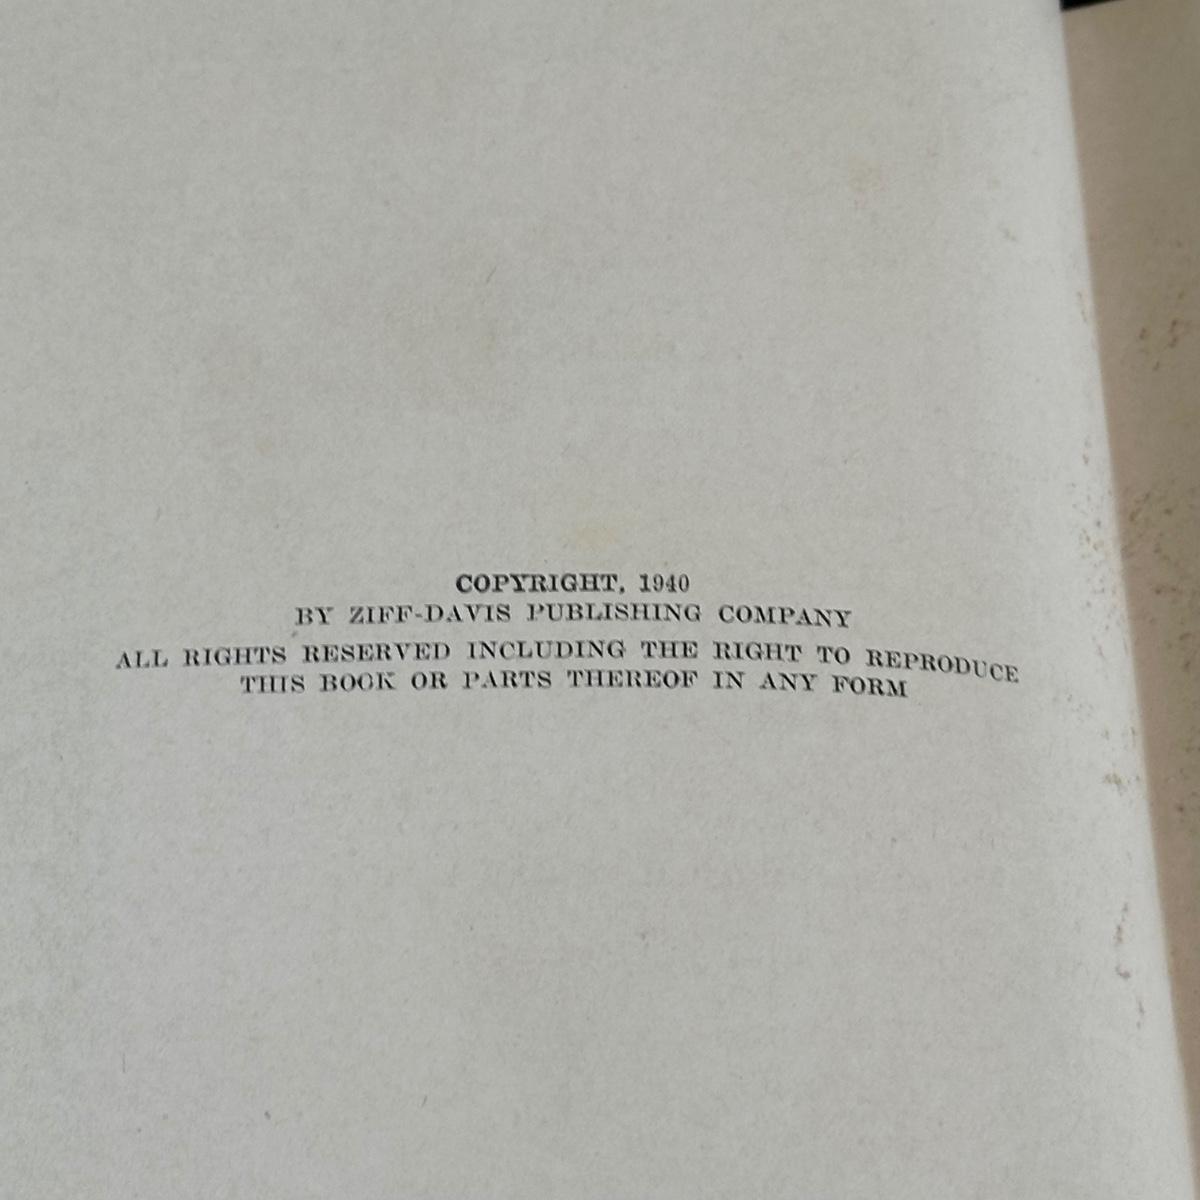 COPYRIGHT, 1940
BY ZIFF-DAVIS PUBLISHING COMPANY
ALL RIGHTS RESERVED INCLUDING THE RIGHT TO REPRODUCE
THIS BOOK OR PARTS THEREOF IN ANY FORM